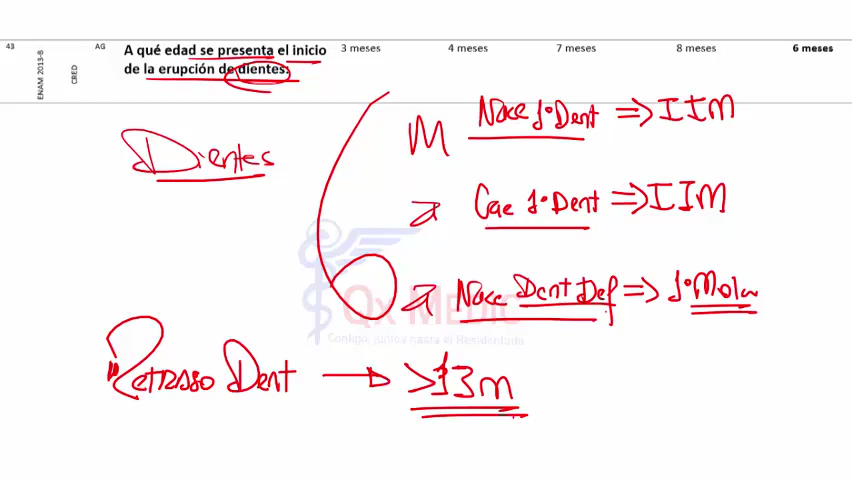 43 ENAM 2013-B CRED AG A qué edad se presenta el inicio de la erupción de dientes: 3 meses 4 meses 7 meses 8 meses 6 meses
Nace 1° Dent => IIM
M
Dientes
Cae 1° Dent => IIM
Nace Dent Def => 1° Molar
QX MEDIC
Contigo, juntos hasta el Residentado
Retraso Dent → >13m